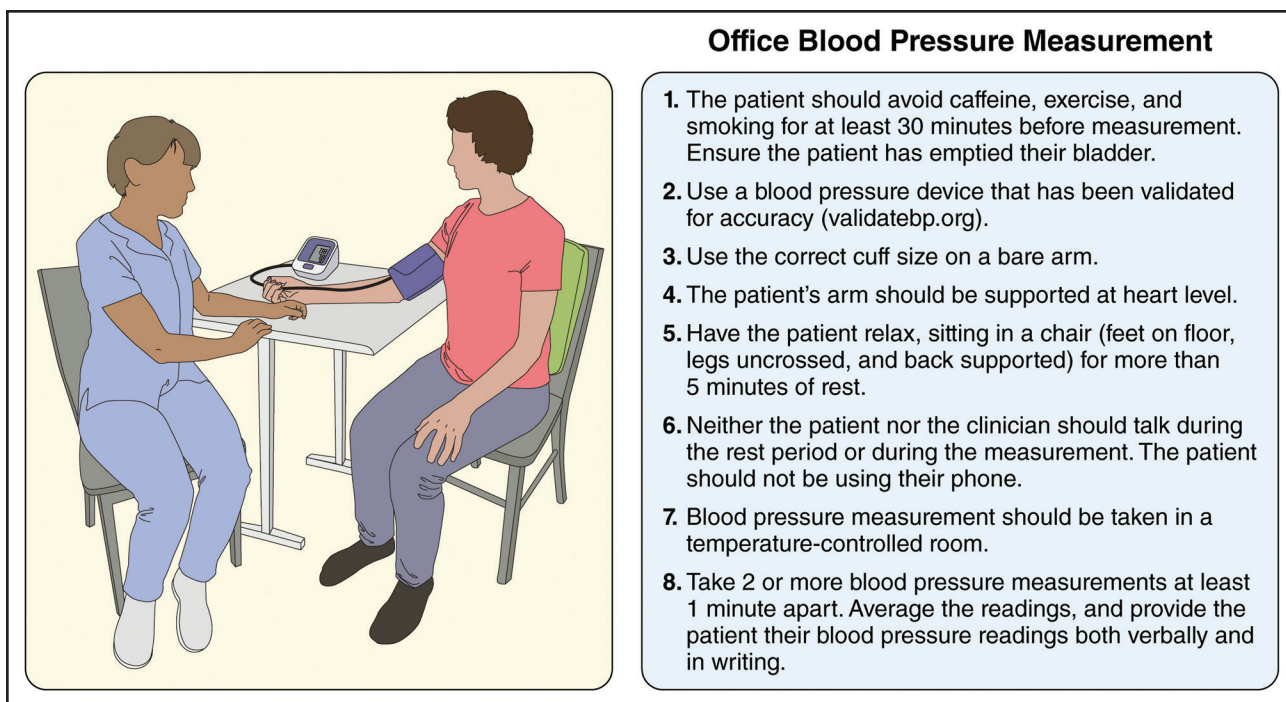 Office Blood Pressure Measurement
1. The patient should avoid caffeine, exercise, and
smoking for at least 30 minutes before measurement.
Ensure the patient has emptied their bladder.
2. Use a blood pressure device that has been validated
for accuracy (validatebp.org).
3. Use the correct cuff size on a bare arm.
4. The patient’s arm should be supported at heart level.
5. Have the patient relax, sitting in a chair (feet on floor,
legs uncrossed, and back supported) for more than
5 minutes of rest.
6. Neither the patient nor the clinician should talk during
the rest period or during the measurement. The patient
should not be using their phone.
7. Blood pressure measurement should be taken in a
temperature-controlled room.
8. Take 2 or more blood pressure measurements at least
1 minute apart. Average the readings, and provide the
patient their blood pressure readings both verbally and
in writing.